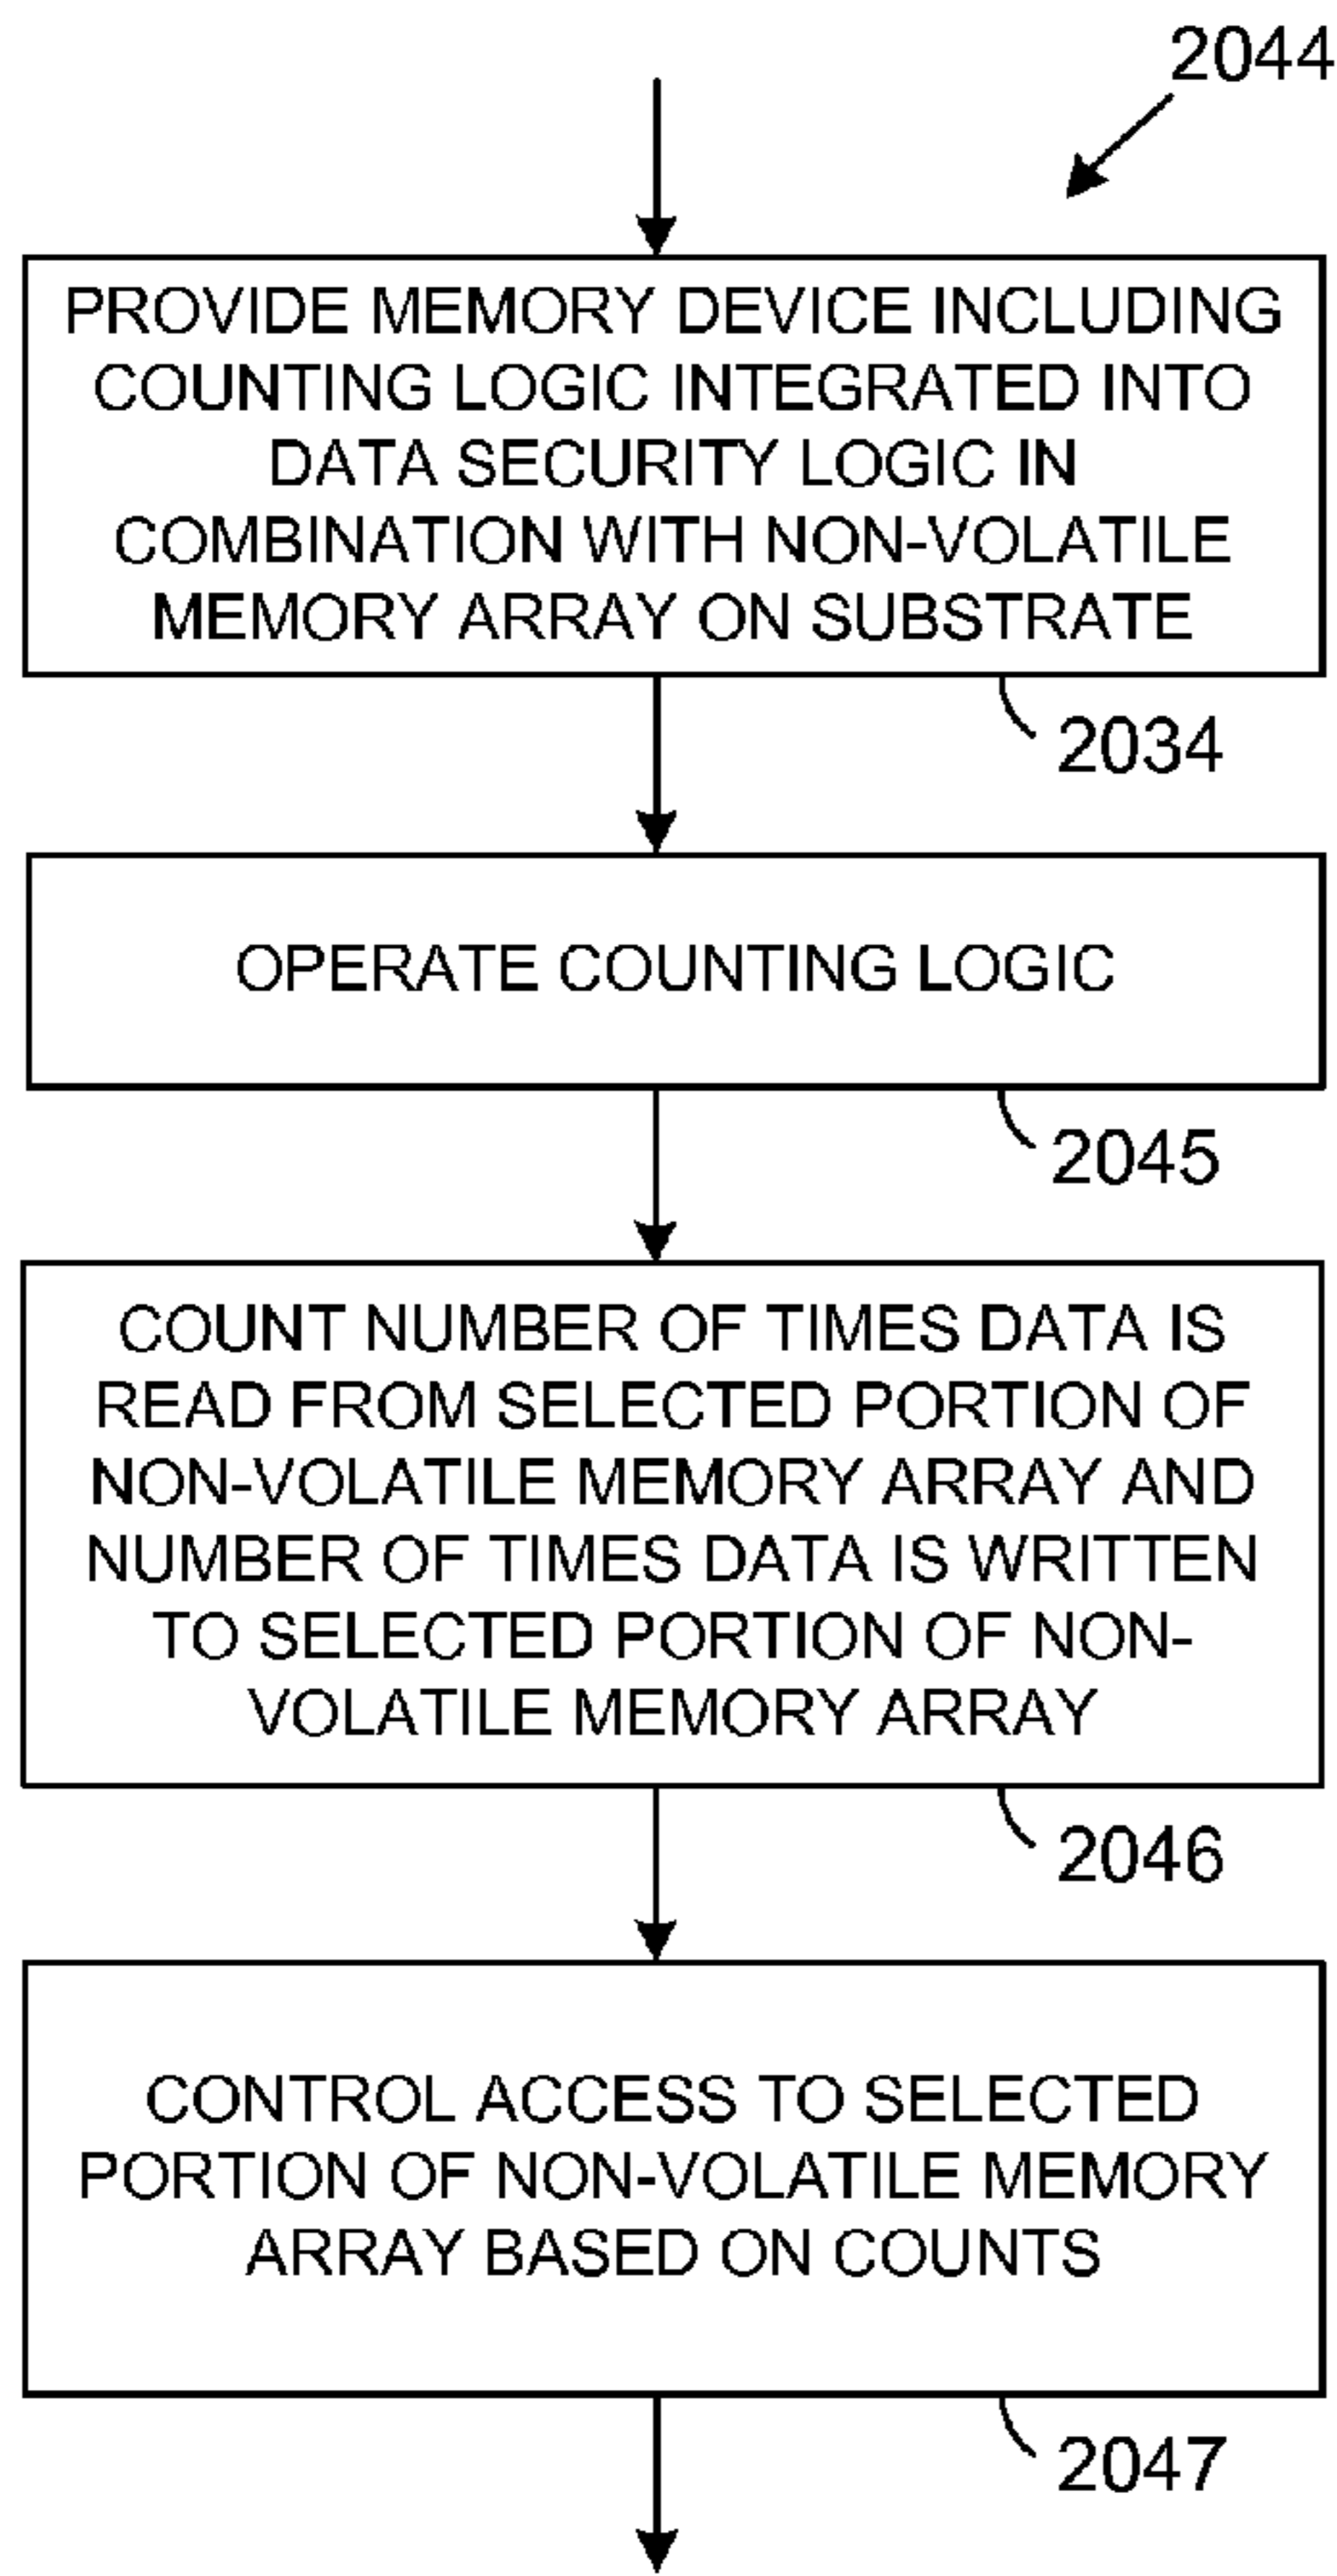 2044
PROVIDE MEMORY DEVICE INCLUDING
COUNTING LOGIC INTEGRATED INTO
DATA SECURITY LOGIC IN
COMBINATION WITH NON-VOLATILE
MEMORY ARRAY ON SUBSTRATE
2034
OPERATE COUNTING LOGIC
2045
COUNT NUMBER OF TIMES DATA IS
READ FROM SELECTED PORTION OF
NON-VOLATILE MEMORY ARRAY AND
NUMBER OF TIMES DATA IS WRITTEN
TO SELECTED PORTION OF NON-
VOLATILE MEMORY ARRAY
2046
CONTROL ACCESS TO SELECTED
PORTION OF NON-VOLATILE MEMORY
ARRAY BASED ON COUNTS
2047